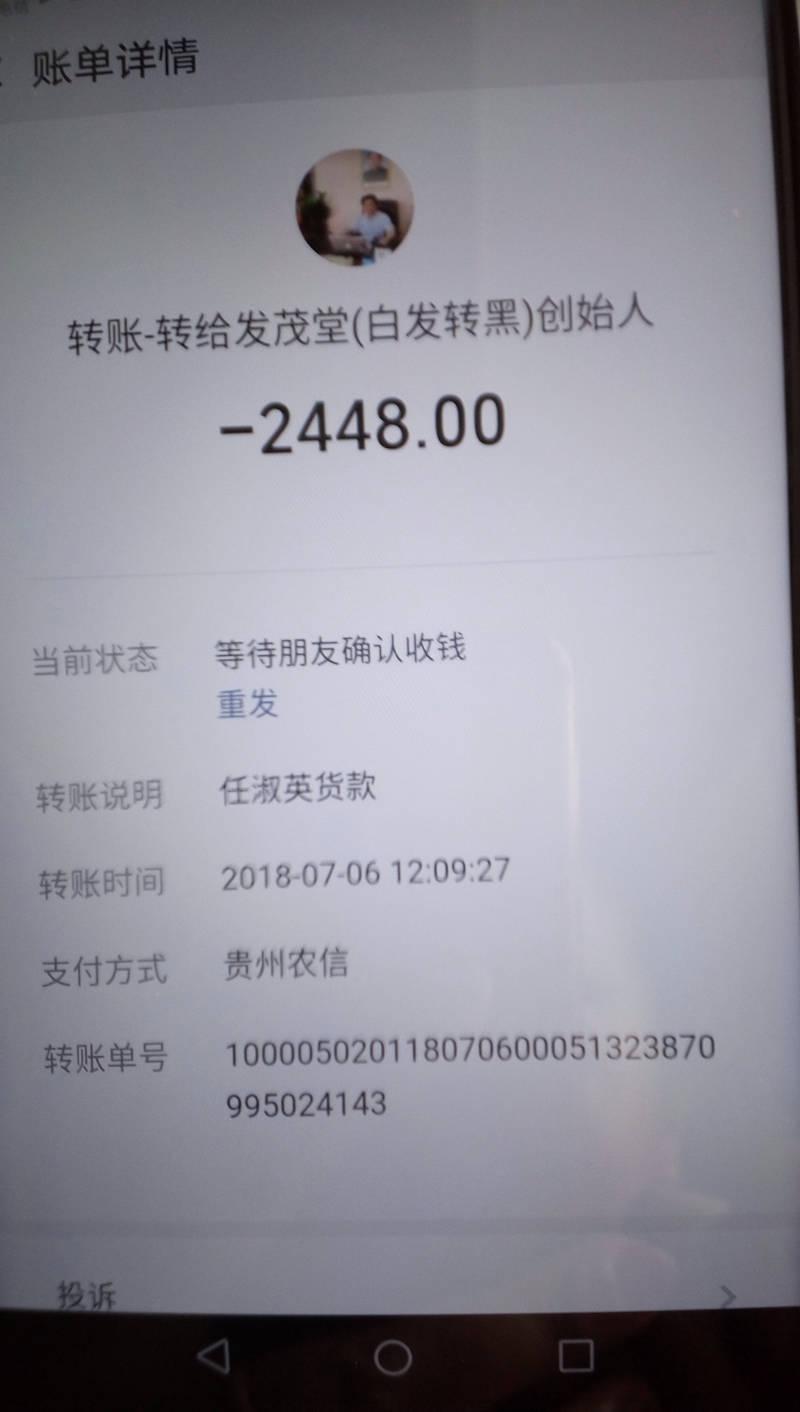 账单详情
转账-转给发茂堂(白发转黑)创始人
-2448.00
当前状态 等待朋友确认收钱
重发
转账说明 任淑英货款
转账时间 2018-07-06 12:09:27
支付方式 贵州农信
转账单号 100005020118070600051323870
995024143
投诉